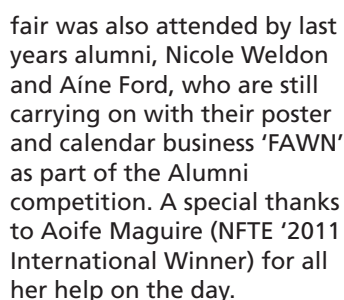 fair was also attended by last
years alumni, Nicole Weldon
and Aíne Ford, who are still
carrying on with their poster
and calendar business ‘FAWN’
as part of the Alumni
competition. A special thanks
to Aoife Maguire (NFTE ‘2011
International Winner) for all
her help on the day.